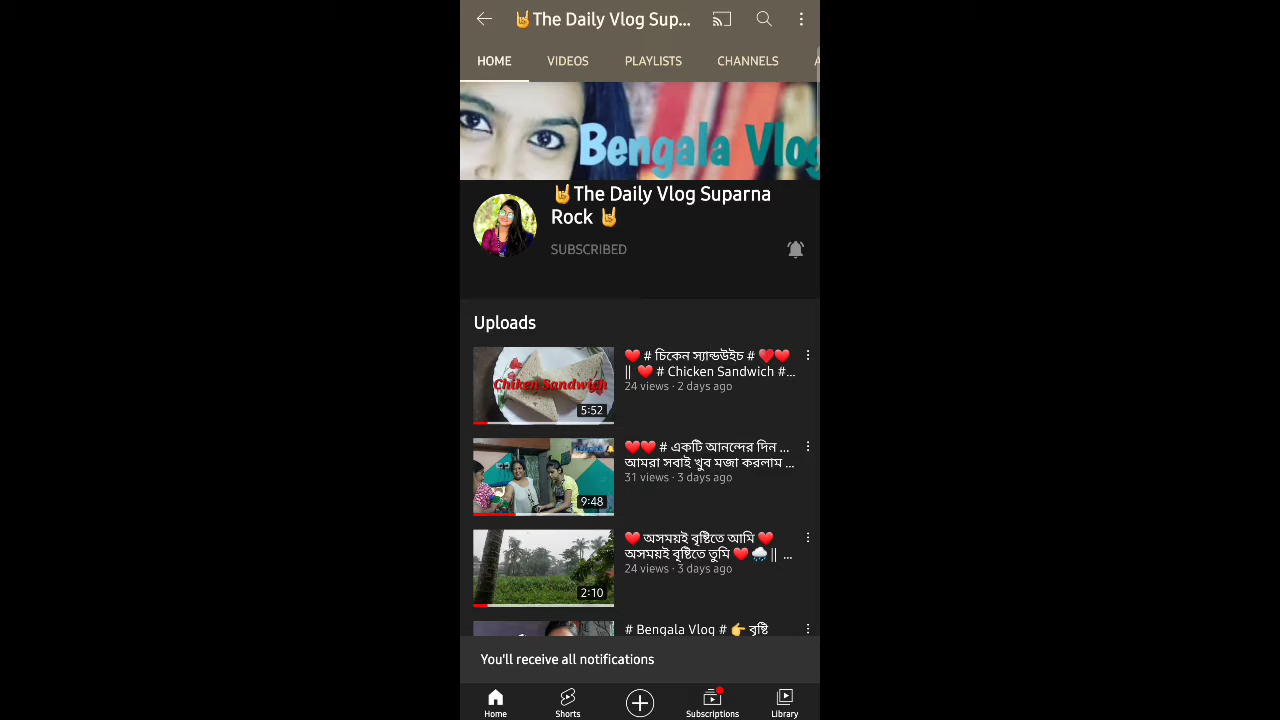 🤘The Daily Vlog Sup...
HOME VIDEOS PLAYLISTS CHANNELS
Bengala Vlog
🤘The Daily Vlog Suparna
Rock 🤘
SUBSCRIBED
Uploads
❤️ # চিকেন স্যান্ডউইচ # ❤️❤️
|| ❤️ # Chicken Sandwich #...
24 views · 2 days ago
Chiken Sandwich
5:52
❤️❤️ # একটি আনন্দের দিন ...
আমরা সবাই খুব মজা করলাম ...
31 views · 3 days ago
9:48
❤️ অসময়ই বৃষ্টিতে আমি ❤️
অসময়ই বৃষ্টিতে তুমি ❤️🌧️ || ...
24 views · 3 days ago
2:10
# Bengala Vlog # 👉 বৃষ্টি
You'll receive all notifications
Home Shorts Subscriptions Library